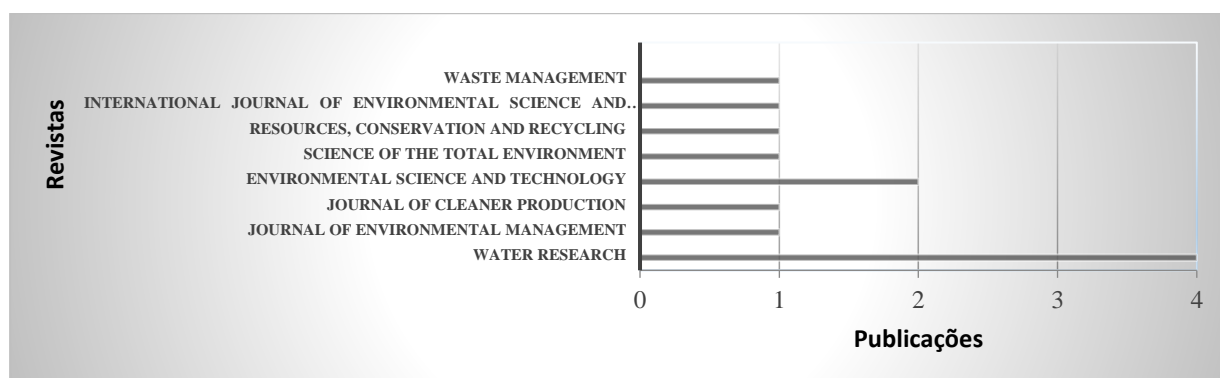 Revistas
WASTE MANAGEMENT
INTERNATIONAL JOURNAL OF ENVIRONMENTAL SCIENCE AND..
RESOURCES, CONSERVATION AND RECYCLING
SCIENCE OF THE TOTAL ENVIRONMENT
ENVIRONMENTAL SCIENCE AND TECHNOLOGY
JOURNAL OF CLEANER PRODUCTION
JOURNAL OF ENVIRONMENTAL MANAGEMENT
WATER RESEARCH
0 1 2 3 4
Publicações